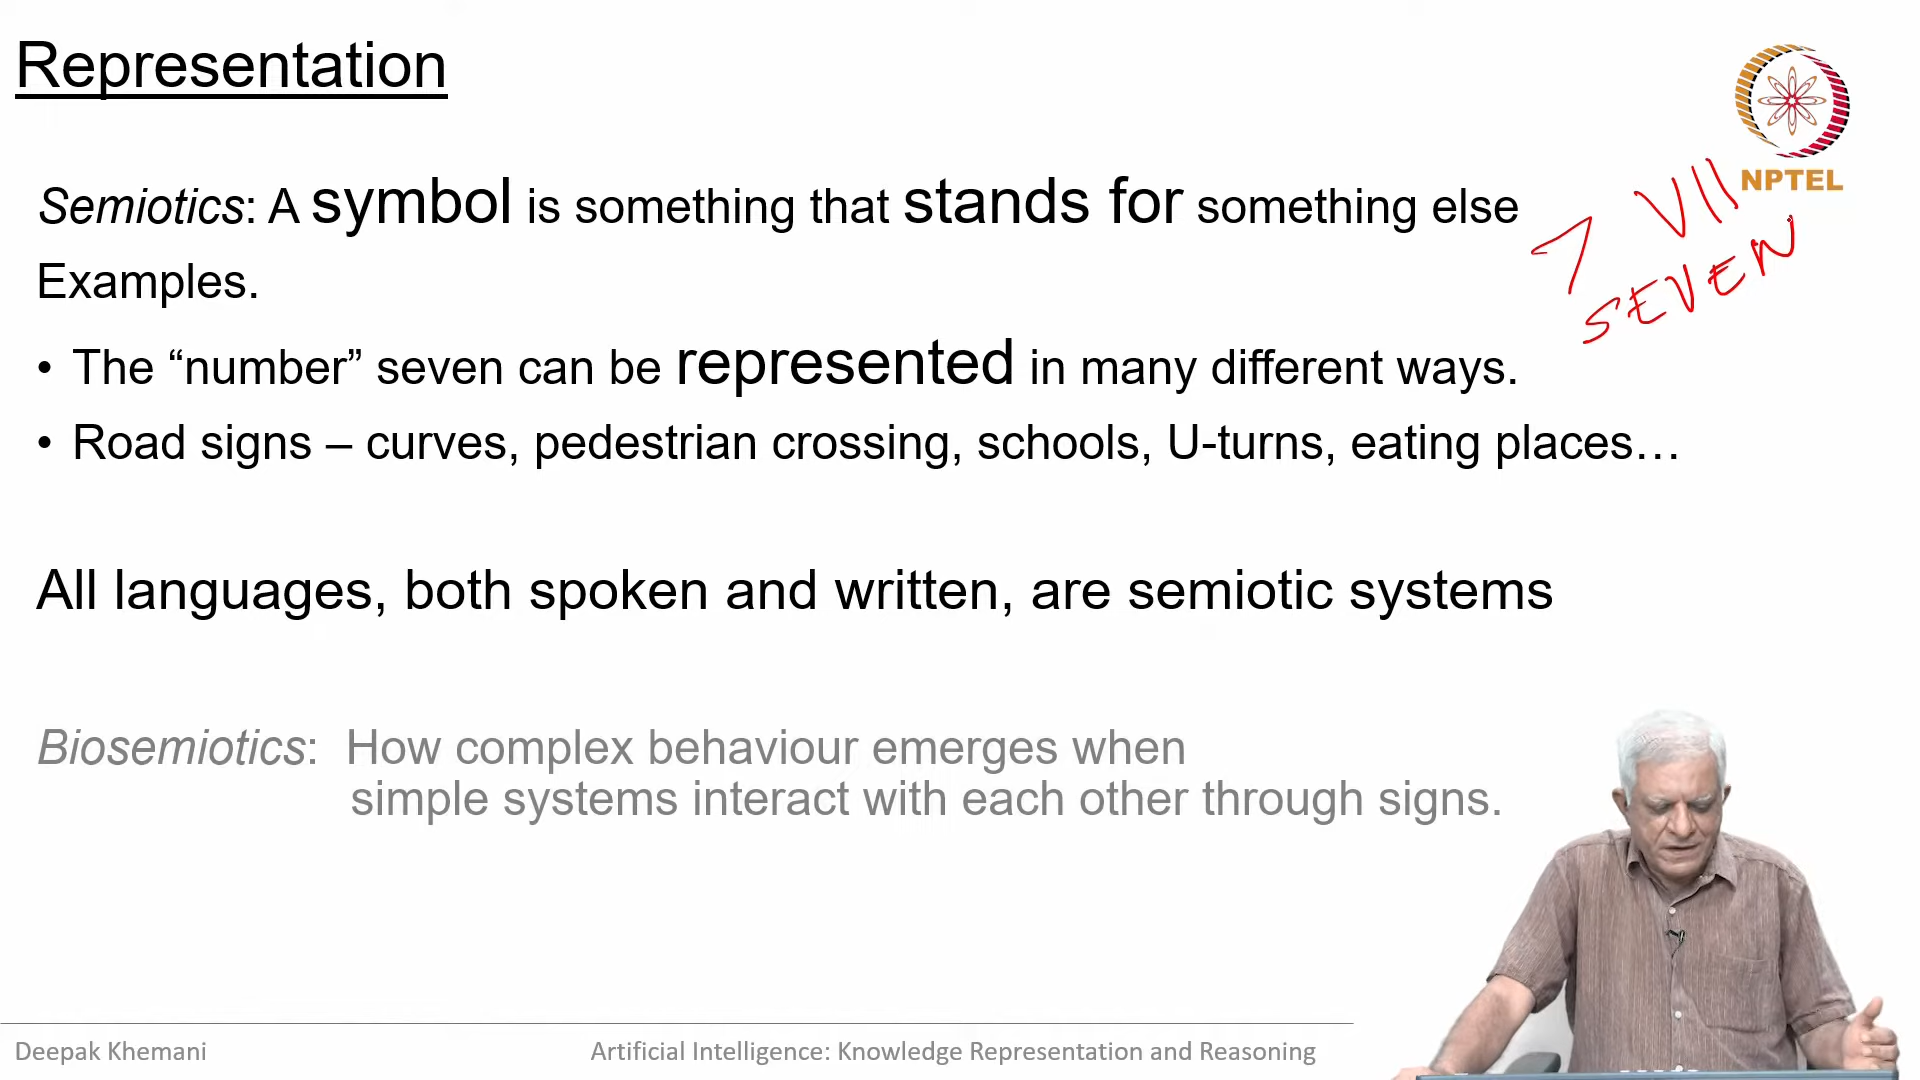 Representation
NPTEL
Semiotics: A symbol is something that stands for something else
7 VII
SEVEN
Examples.
• The “number” seven can be represented in many different ways.
• Road signs – curves, pedestrian crossing, schools, U-turns, eating places…
All languages, both spoken and written, are semiotic systems
Biosemiotics: How complex behaviour emerges when
simple systems interact with each other through signs.
Deepak Khemani
Artificial Intelligence: Knowledge Representation and Reasoning